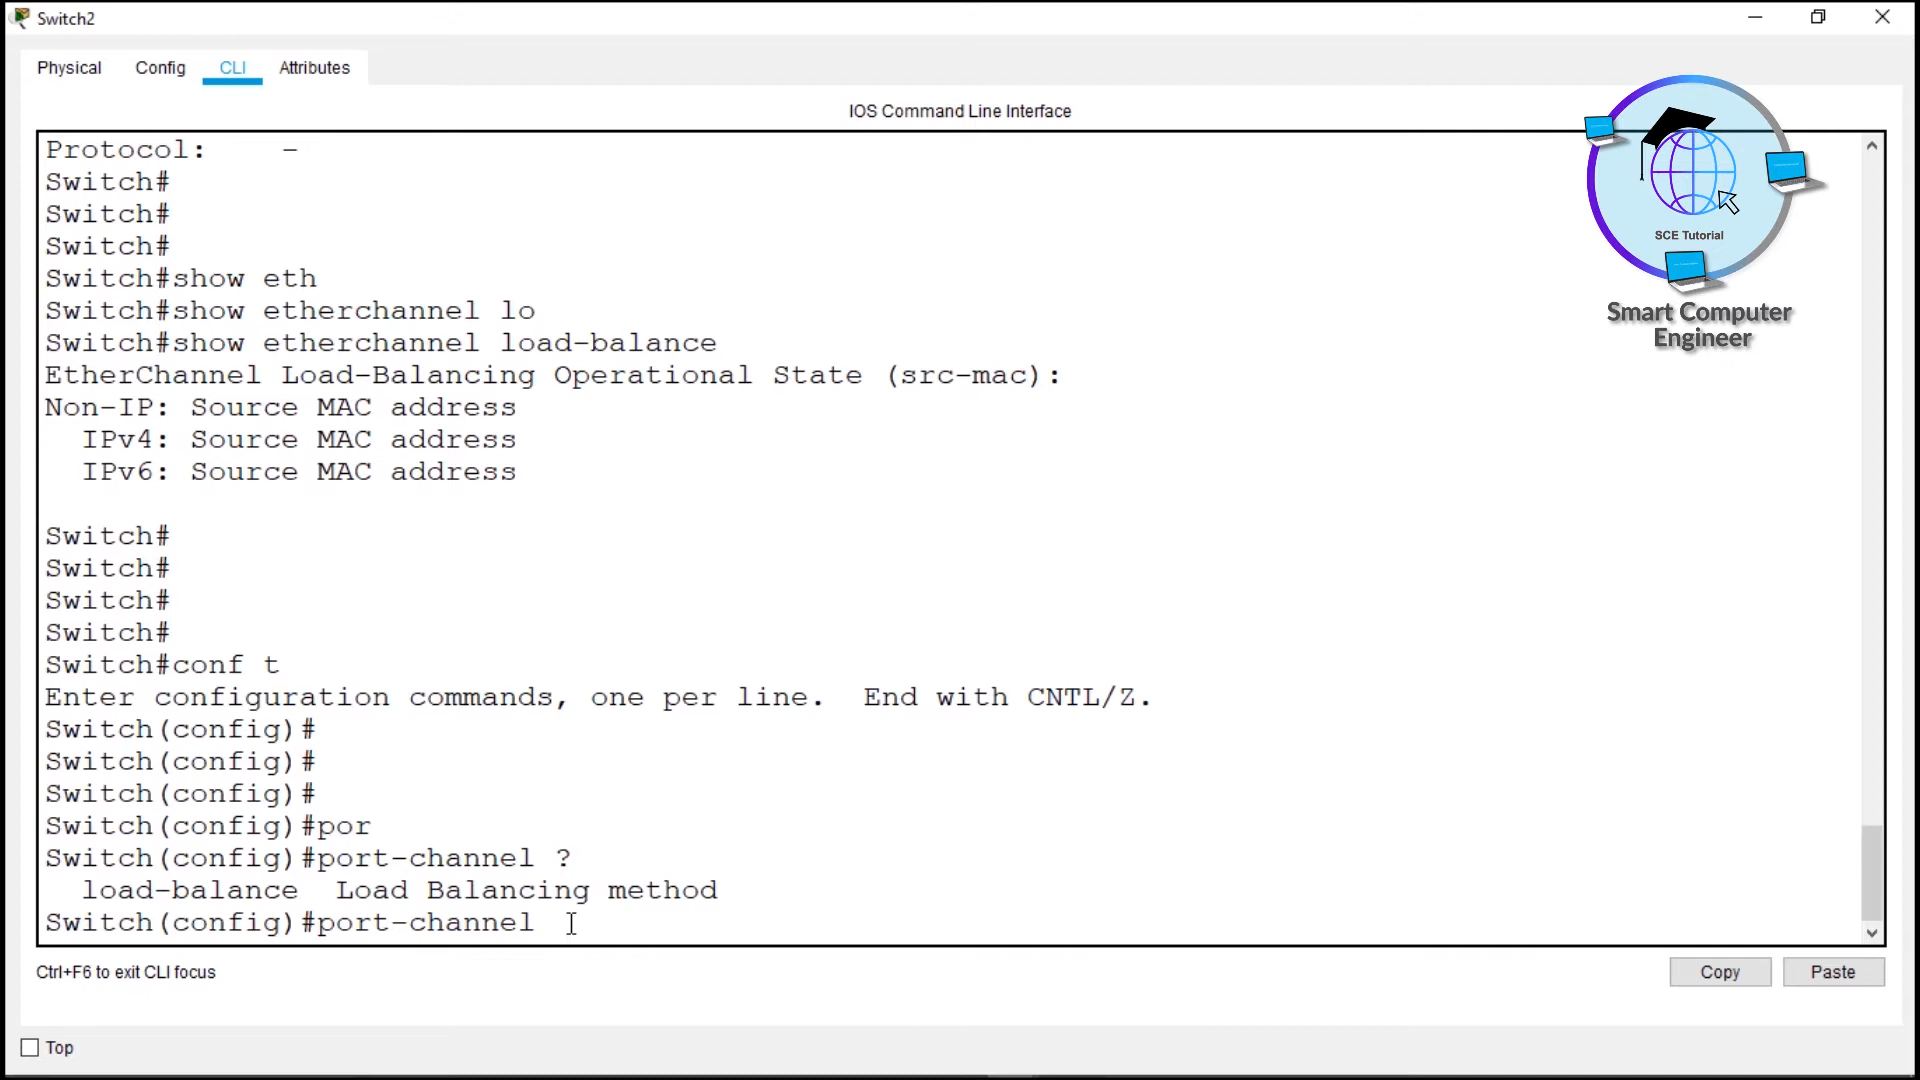 Switch2
Physical Config CLI Attributes
IOS Command Line Interface
Protocol:    -
Switch#
Switch#
Switch#
Switch#show eth
Switch#show etherchannel lo
Switch#show etherchannel load-balance
EtherChannel Load-Balancing Operational State (src-mac):
Non-IP: Source MAC address
  IPv4: Source MAC address
  IPv6: Source MAC address
Switch#
Switch#
Switch#
Switch#
Switch#conf t
Enter configuration commands, one per line.  End with CNTL/Z.
Switch(config)#
Switch(config)#
Switch(config)#
Switch(config)#por
Switch(config)#port-channel ?
  load-balance  Load Balancing method
Switch(config)#port-channel
SCE Tutorial
Smart Computer
Engineer
Ctrl+F6 to exit CLI focus
Copy Paste
Top